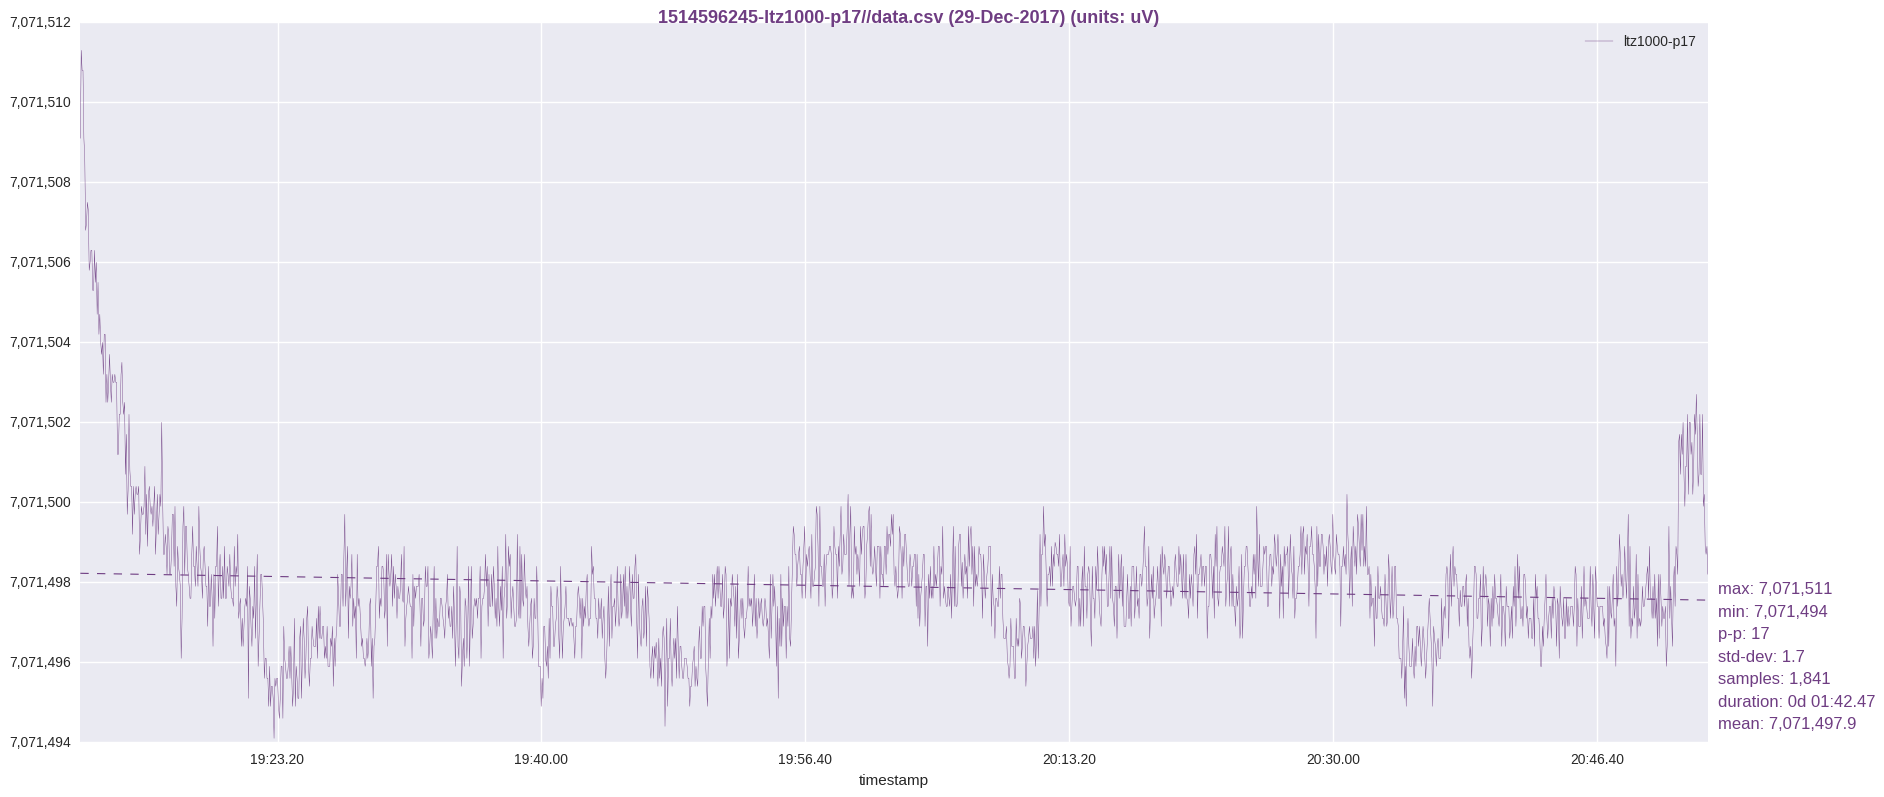 1514596245-ltz1000-p17//data.csv (29-Dec-2017) (units: uV)
ltz1000-p17
7,071,512
7,071,510
7,071,508
7,071,506
7,071,504
7,071,502
7,071,500
7,071,498
7,071,496
7,071,494
max: 7,071,511
min: 7,071,494
p-p: 17
std-dev: 1.7
samples: 1,841
duration: 0d 01:42.47
mean: 7,071,497.9
19:23.20 19:40.00 19:56.40 20:13.20 20:30.00 20:46.40
timestamp